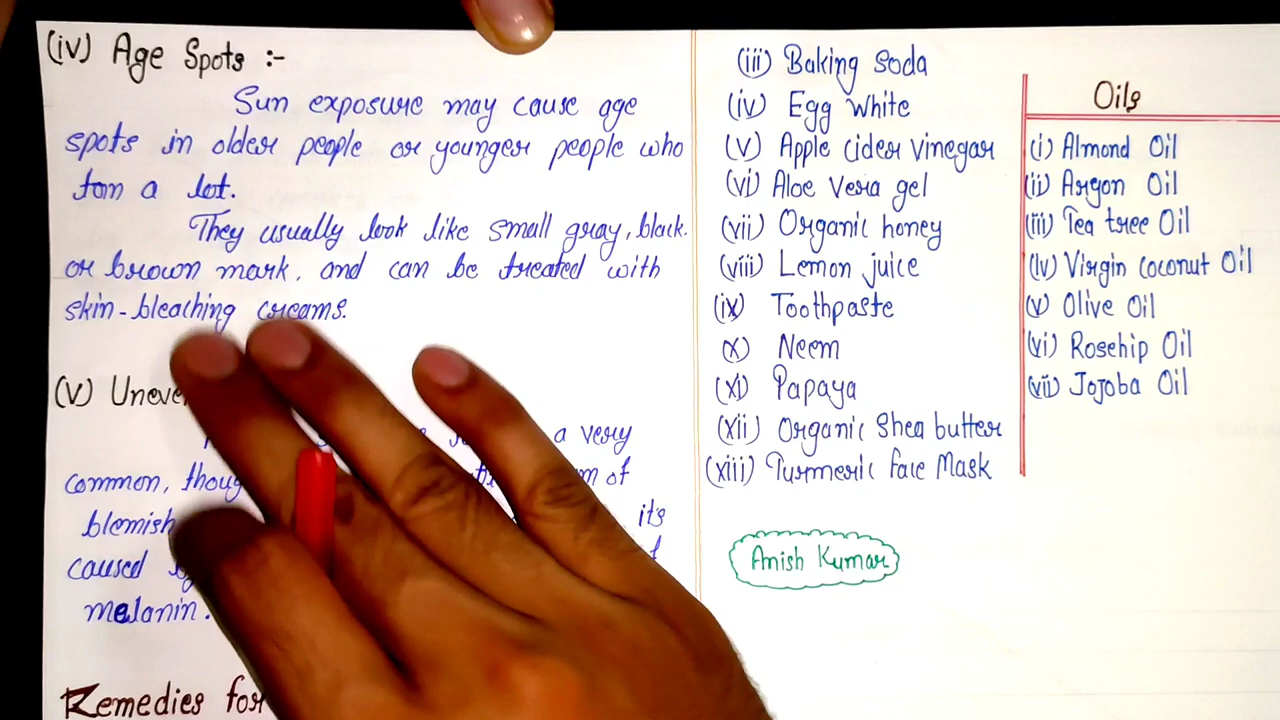 (iv) Age Spots :-
Sun exposure may cause age
spots in older people or younger people who
tan a lot.
They usually look like small gray, black.
or brown mark, and can be treated with
skin-bleaching creams.
(v)
a very
common,
of
its
caused
melanin.
Remedies for
(iii) Baking Soda
(iv) Egg white
(v) Apple cider vinegar
(vi) Aloe Vera gel
(vii) Organic honey
(viii) Lemon juice
(ix) Toothpaste
(x) Neem
(xi) Papaya
(xii) Organic Shea butter
(xiii) Turmeric face Mask
Anish Kumar
Oils
(i) Almond Oil
(ii) Argon Oil
(iii) Tea tree Oil
(iv) Virgin Coconut Oil
(v) Olive Oil
(vi) Rosehip Oil
(vii) Jojoba Oil